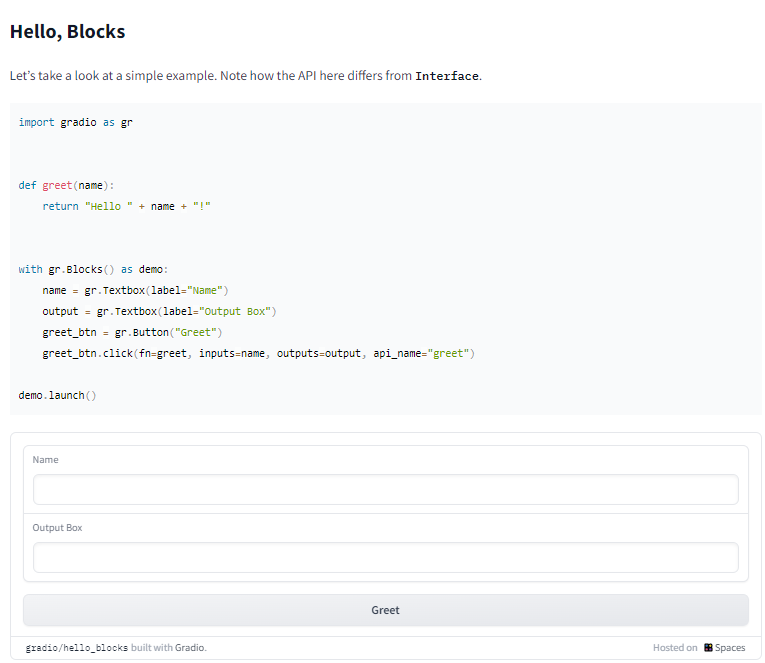 Hello, Blocks
Let's take a look at a simple example. Note how the API here differs from Interface.
import gradio as gr
def greet(name):
    return "Hello " + name + "!"
with gr.Blocks() as demo:
    name = gr.Textbox(label="Name")
    output = gr.Textbox(label="Output Box")
    greet_btn = gr.Button("Greet")
    greet_btn.click(fn=greet, inputs=name, outputs=output, api_name="greet")
demo.launch()
Name
Output Box
Greet
gradio/hello_blocks built with Gradio. Hosted on Spaces